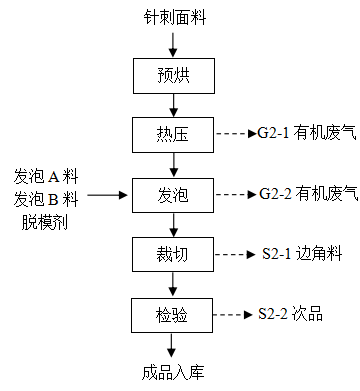 针刺面料
预烘
热压
G2-1 有机废气
发泡 A 料
发泡 B 料
脱模剂
发泡
G2-2 有机废气
裁切
S2-1 边角料
检验
S2-2 次品
成品入库